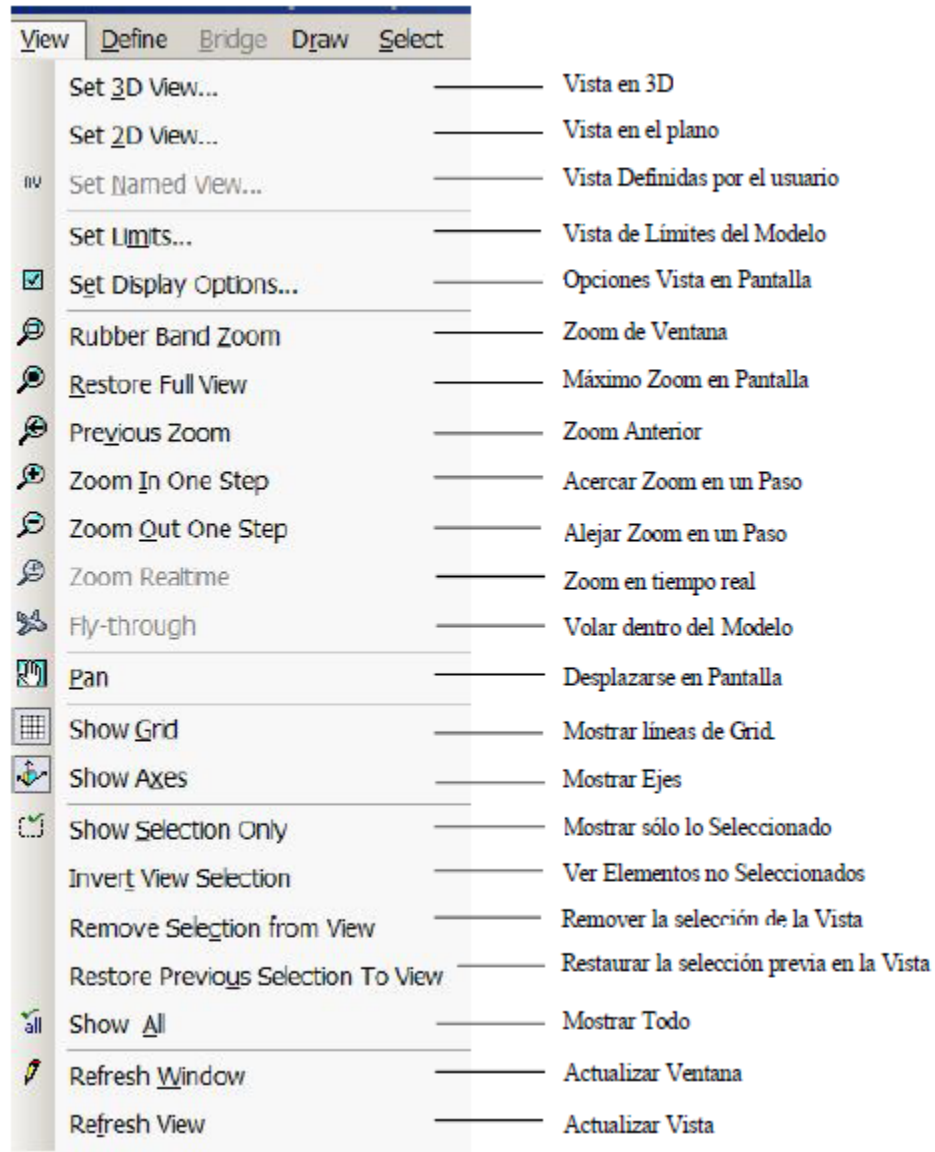 View Define Bridge Draw Select
Set 3D View... Vista en 3D
Set 2D View... Vista en el plano
nv Set Named View... Vista Definidas por el usuario
Set Limits... Vista de Límites del Modelo
Set Display Options... Opciones Vista en Pantalla
Rubber Band Zoom Zoom de Ventana
Restore Full View Máximo Zoom en Pantalla
Previous Zoom Zoom Anterior
Zoom In One Step Acercar Zoom en un Paso
Zoom Out One Step Alejar Zoom en un Paso
Zoom Realtime Zoom en tiempo real
Fly-through Volar dentro del Modelo
Pan Desplazarse en Pantalla
Show Grid Mostrar líneas de Grid.
Show Axes Mostrar Ejes
Show Selection Only Mostrar sólo lo Seleccionado
Invert View Selection Ver Elementos no Seleccionados
Remove Selection from View Remover la selección de la Vista
Restore Previous Selection To View Restaurar la selección previa en la Vista
all Show All Mostrar Todo
Refresh Window Actualizar Ventana
Refresh View Actualizar Vista